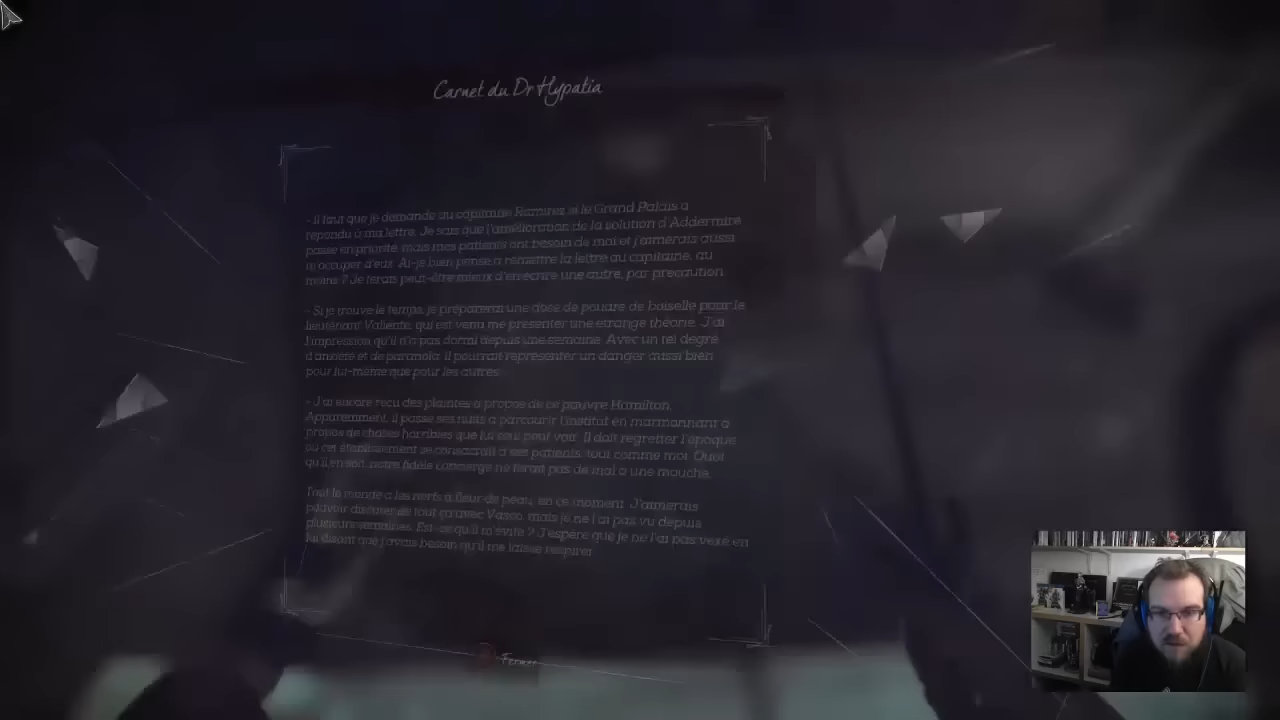 Carnet du Dr Hypatia
- Il faut que je demande au capitaine Ramirez si le Grand Palais a
répondu à ma lettre. Je sais que l'amélioration de la solution d'Addermire
passe en priorité, mais mes patients ont besoin de moi et j'aimerais aussi
m'occuper d'eux. Ai-je bien pensé à remettre la lettre au capitaine, au
moins ? Je ferais peut-être mieux d'en écrire une autre, par précaution.
- Si je trouve le temps, je préparerai une dose de poudre de boiselle pour le
lieutenant Valiente, qui est venu me présenter une étrange théorie. J'ai
l'impression qu'il n'a pas dormi depuis une semaine. Avec un tel degré
d'anxiété et de paranoïa, il pourrait représenter un danger aussi bien
pour lui-même que pour les autres.
- J'ai encore reçu des plaintes à propos de ce pauvre Hamilton.
Apparemment, il passe ses nuits à parcourir l'institut en marmonnant à
propos de choses horribles que lui seul peut voir. Il doit regretter l'époque
où cet établissement se consacrait à ses patients, tout comme moi. Quoi
qu'il en soit, notre fidèle concierge ne ferait pas de mal à une mouche.
Tout le monde a les nerfs à fleur de peau, en ce moment. J'aimerais
pouvoir discuter de tout ça avec Vasco, mais je ne l'ai pas vu depuis
plusieurs semaines. Est-ce qu'il m'évite ? J'espère que je ne l'ai pas vexé en
lui disant que j'avais besoin qu'il me laisse respirer.
Fermer